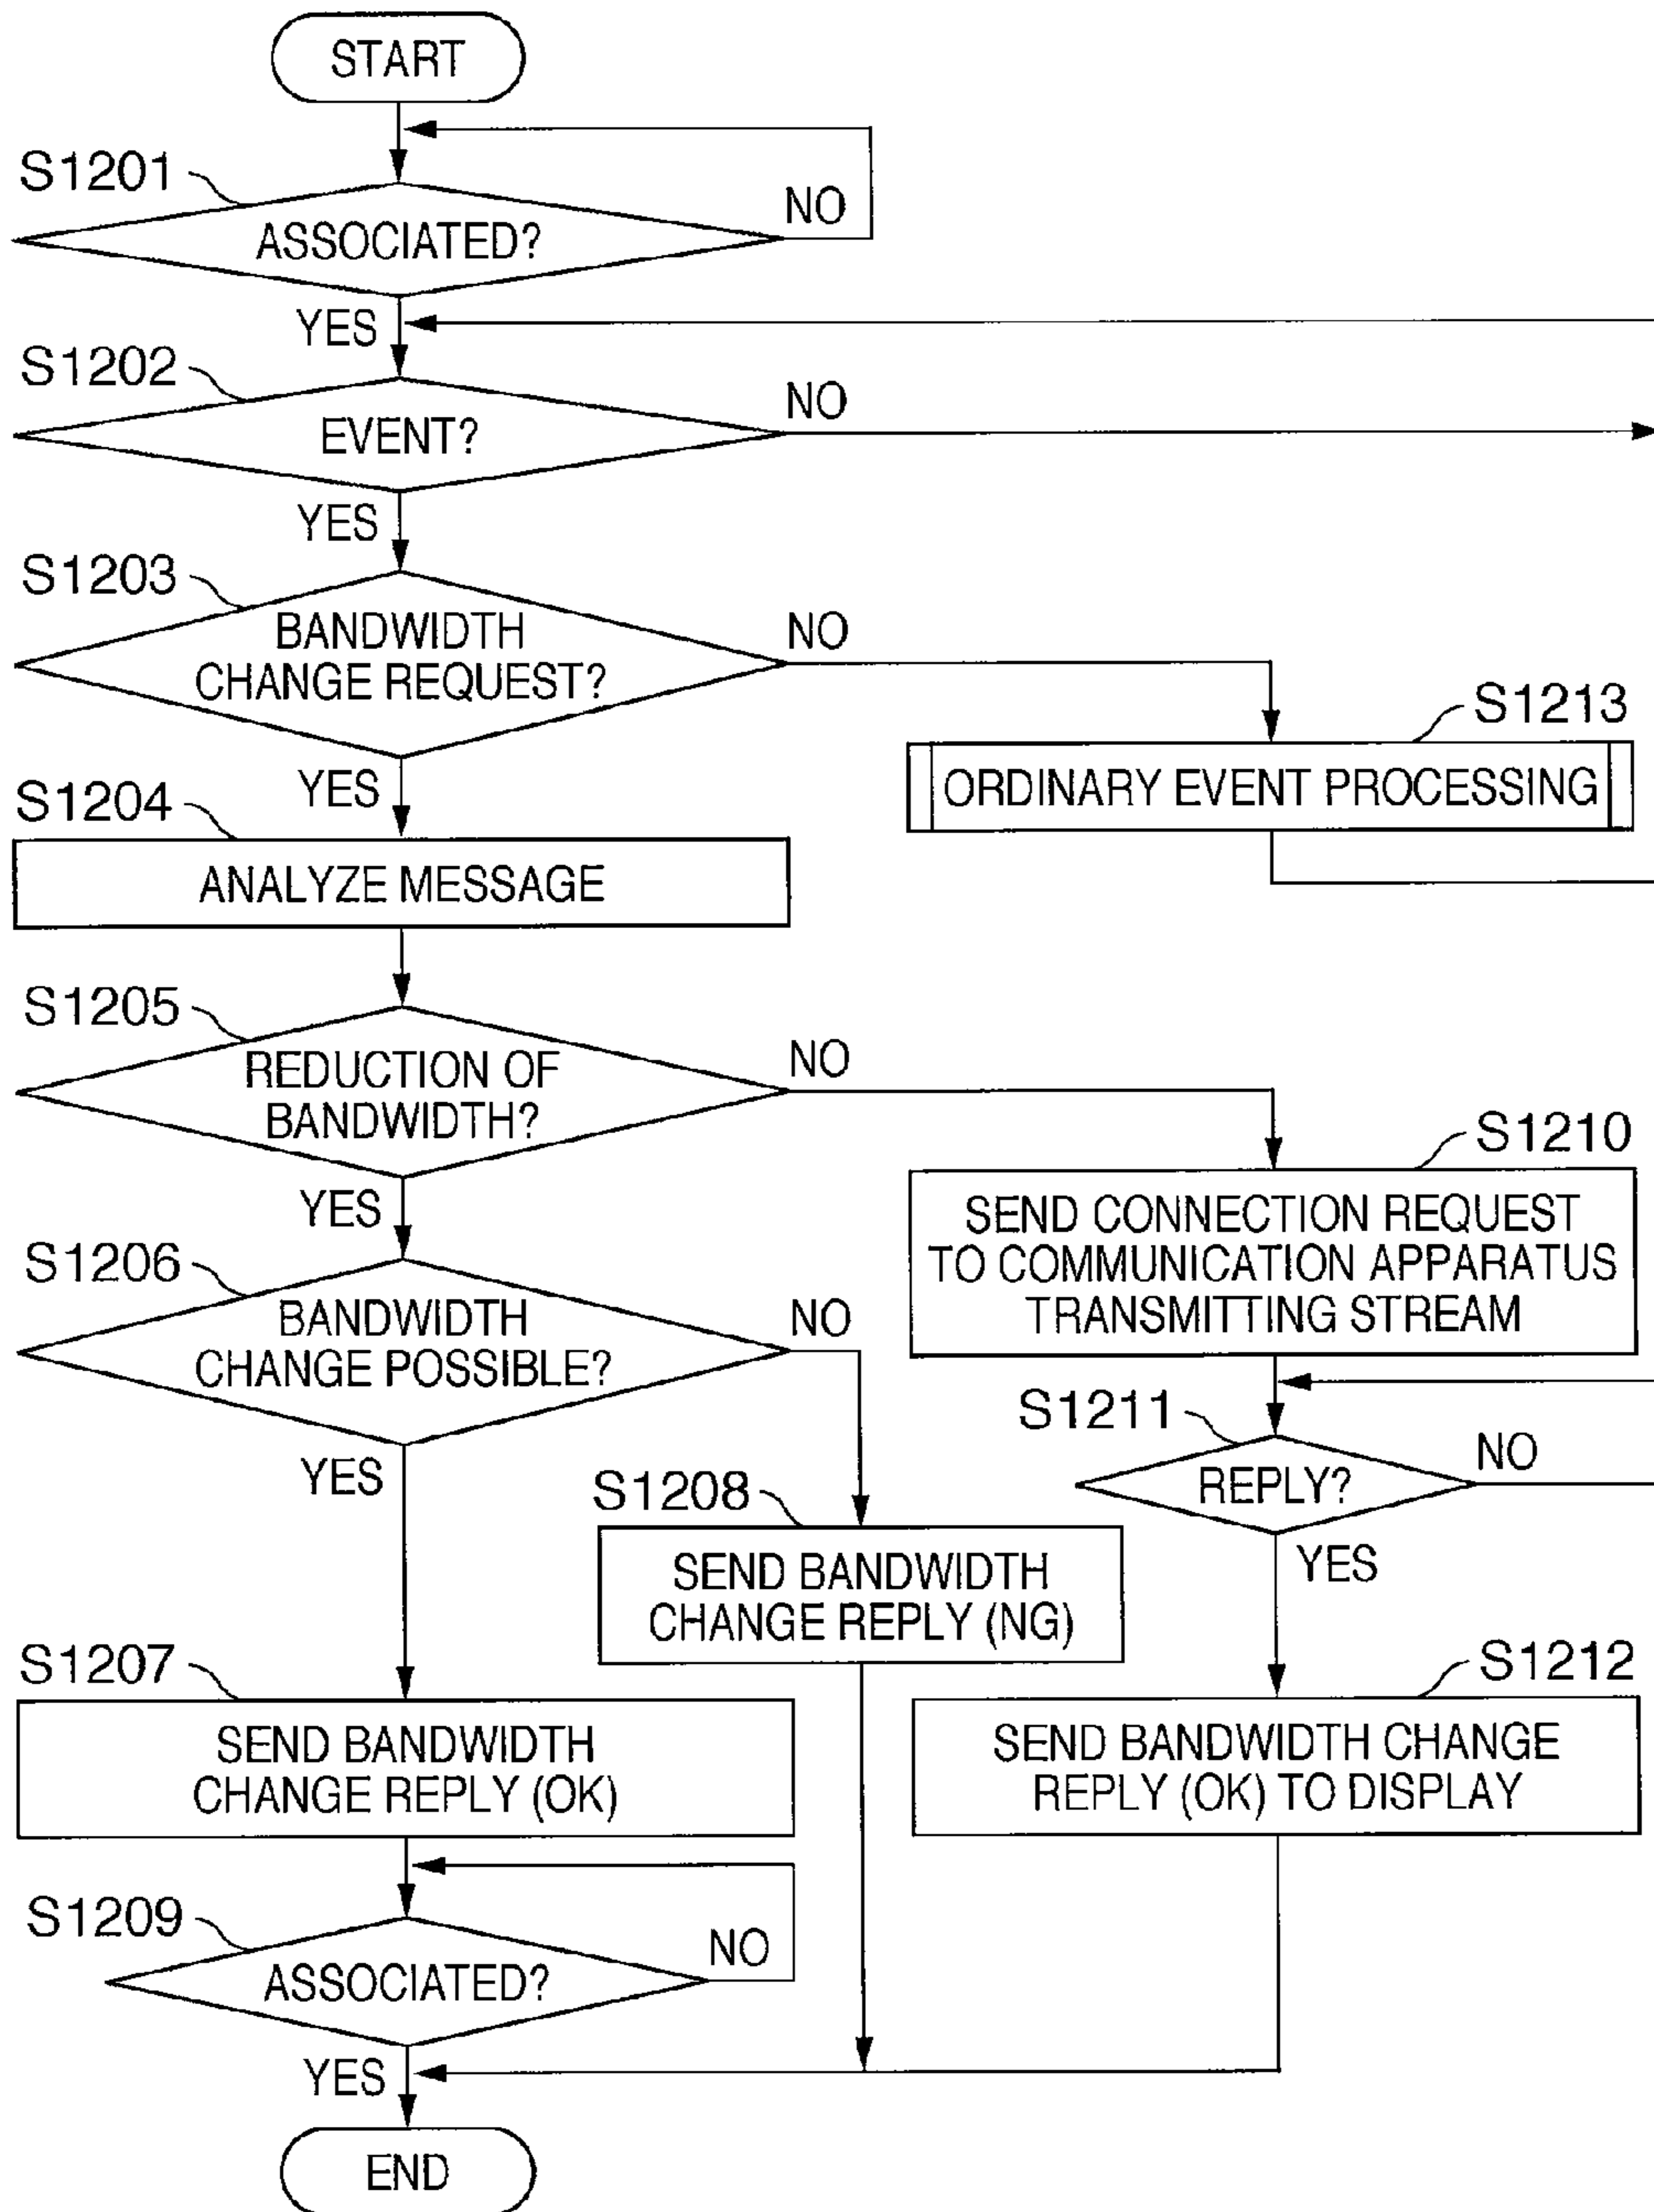 START
S1201
ASSOCIATED?
NO
YES
S1202
EVENT?
NO
YES
S1203
BANDWIDTH
CHANGE REQUEST?
NO
YES
S1213
ORDINARY EVENT PROCESSING
S1204
ANALYZE MESSAGE
S1205
REDUCTION OF
BANDWIDTH?
NO
YES
S1210
SEND CONNECTION REQUEST
TO COMMUNICATION APPARATUS
TRANSMITTING STREAM
S1206
BANDWIDTH
CHANGE POSSIBLE?
NO
YES
S1211
REPLY?
NO
YES
S1208
SEND BANDWIDTH
CHANGE REPLY (NG)
S1207
SEND BANDWIDTH
CHANGE REPLY (OK)
S1212
SEND BANDWIDTH CHANGE
REPLY (OK) TO DISPLAY
S1209
ASSOCIATED?
NO
YES
END